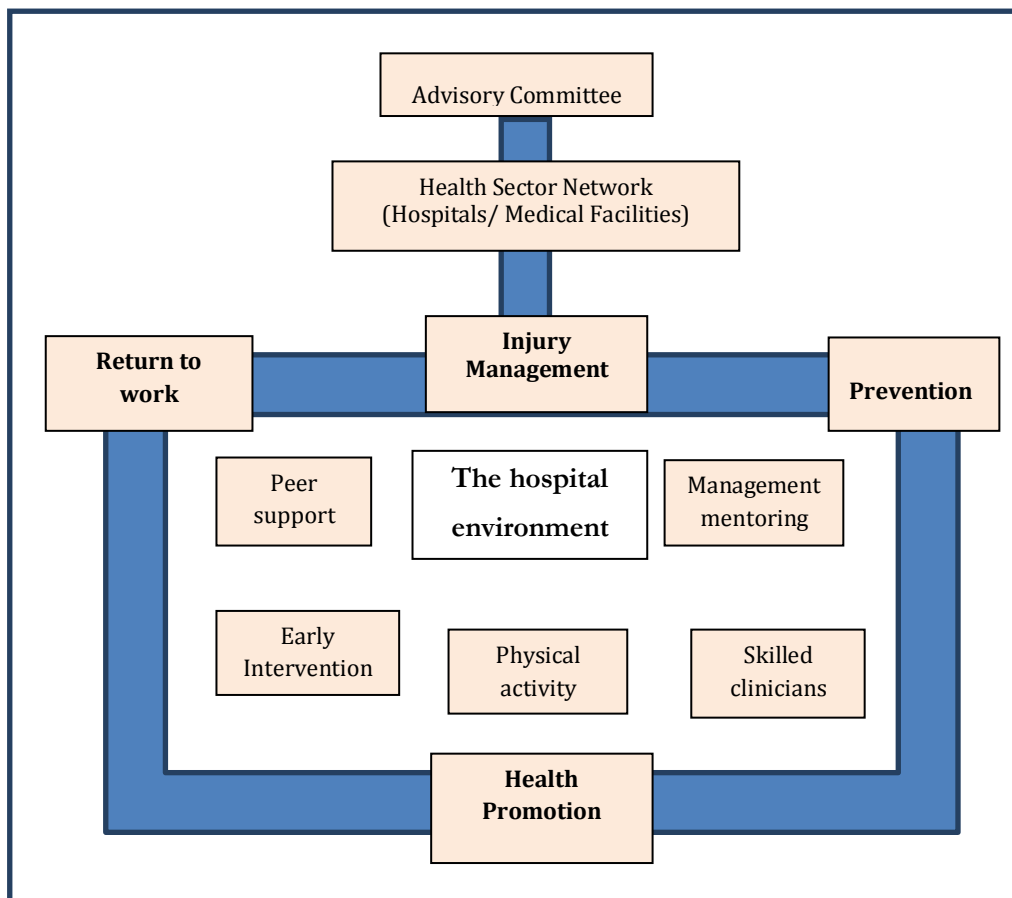 Advisory Committee
Health Sector Network
(Hospitals/ Medical Facilities)
Injury
Management
Return to
work
Prevention
Peer
support
The hospital
environment
Management
mentoring
Early
Intervention
Physical
activity
Skilled
clinicians
Health
Promotion